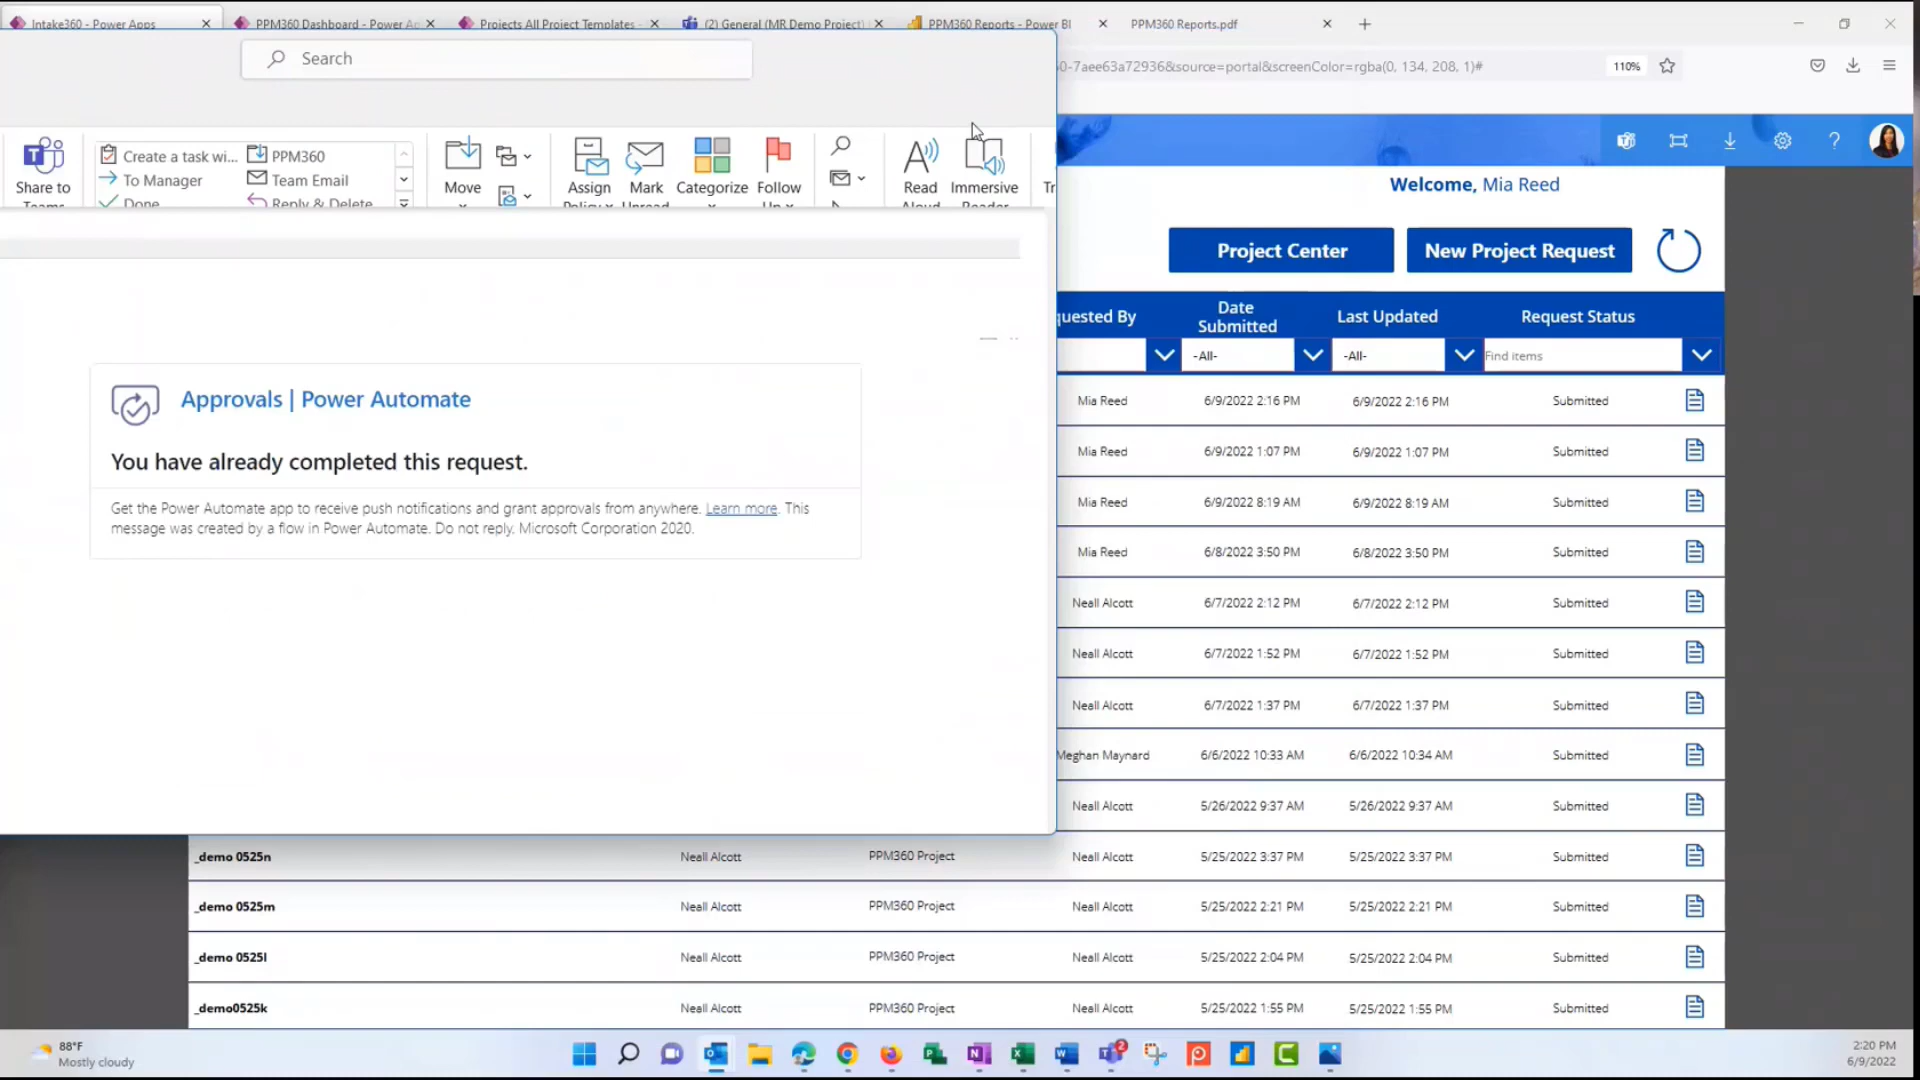 Intake360 - Power Apps
PPM360 Dashboard - Power A
Projects All Project Templates -
(2) General (MR Demo Project)
PPM360 Reports - Power BI
PPM360 Reports.pdf
Search
0-7aee63a72936&source=portal&screenColor=rgba(0, 134, 208, 1)#
110%
Share to
Teams
Create a task wi...
To Manager
Done
PPM360
Team Email
Reply & Delete
Move
Assign
Policy
Mark
Unread
Categorize
Follow
Up
Read
Aloud
Immersive
Reader
Tr
Welcome, Mia Reed
Project Center
New Project Request
quested By
Date
Submitted
Last Updated
Request Status
-All-
-All-
Find items
Approvals | Power Automate
You have already completed this request.
Get the Power Automate app to receive push notifications and grant approvals from anywhere. Learn more. This
message was created by a flow in Power Automate. Do not reply. Microsoft Corporation 2020.
Mia Reed 6/9/2022 2:16 PM 6/9/2022 2:16 PM Submitted
Mia Reed 6/9/2022 1:07 PM 6/9/2022 1:07 PM Submitted
Mia Reed 6/9/2022 8:19 AM 6/9/2022 8:19 AM Submitted
Mia Reed 6/8/2022 3:50 PM 6/8/2022 3:50 PM Submitted
Neall Alcott 6/7/2022 2:12 PM 6/7/2022 2:12 PM Submitted
Neall Alcott 6/7/2022 1:52 PM 6/7/2022 1:52 PM Submitted
Neall Alcott 6/7/2022 1:37 PM 6/7/2022 1:37 PM Submitted
Meghan Maynard 6/6/2022 10:33 AM 6/6/2022 10:34 AM Submitted
Neall Alcott 5/26/2022 9:37 AM 5/26/2022 9:37 AM Submitted
_demo 0525n Neall Alcott PPM360 Project Neall Alcott 5/25/2022 3:37 PM 5/25/2022 3:37 PM Submitted
_demo 0525m Neall Alcott PPM360 Project Neall Alcott 5/25/2022 2:21 PM 5/25/2022 2:21 PM Submitted
_demo 0525l Neall Alcott PPM360 Project Neall Alcott 5/25/2022 2:04 PM 5/25/2022 2:04 PM Submitted
_demo0525k Neall Alcott PPM360 Project Neall Alcott 5/25/2022 1:55 PM 5/25/2022 1:55 PM Submitted
88°F
Mostly cloudy
2
2:20 PM
6/9/2022